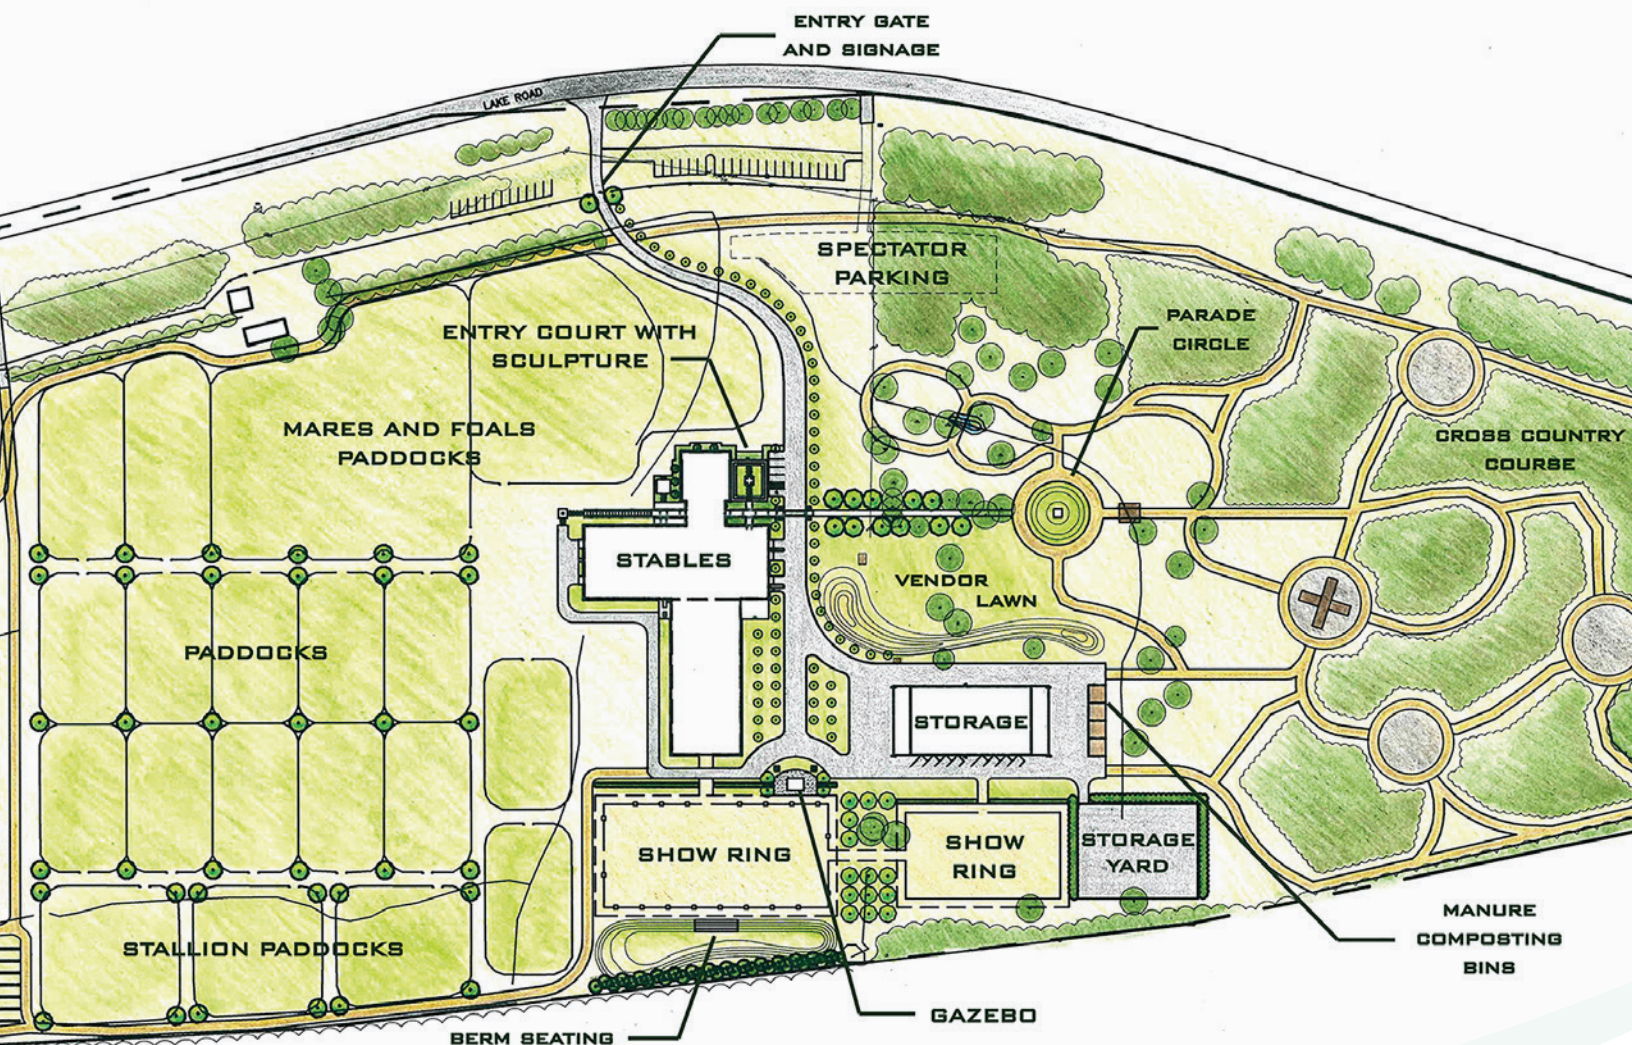 ENTRY GATE
AND SIGNAGE
LAKE ROAD
SPECTATOR
PARKING
ENTRY COURT WITH
SCULPTURE
PARADE
CIRCLE
MARES AND FOALS
PADDOCKS
CROSS COUNTRY
COURSE
STABLES
VENDOR
LAWN
PADDOCKS
STORAGE
SHOW RING
SHOW
RING
STORAGE
YARD
STALLION PADDOCKS
MANURE
COMPOSTING
BINS
GAZEBO
BERM SEATING